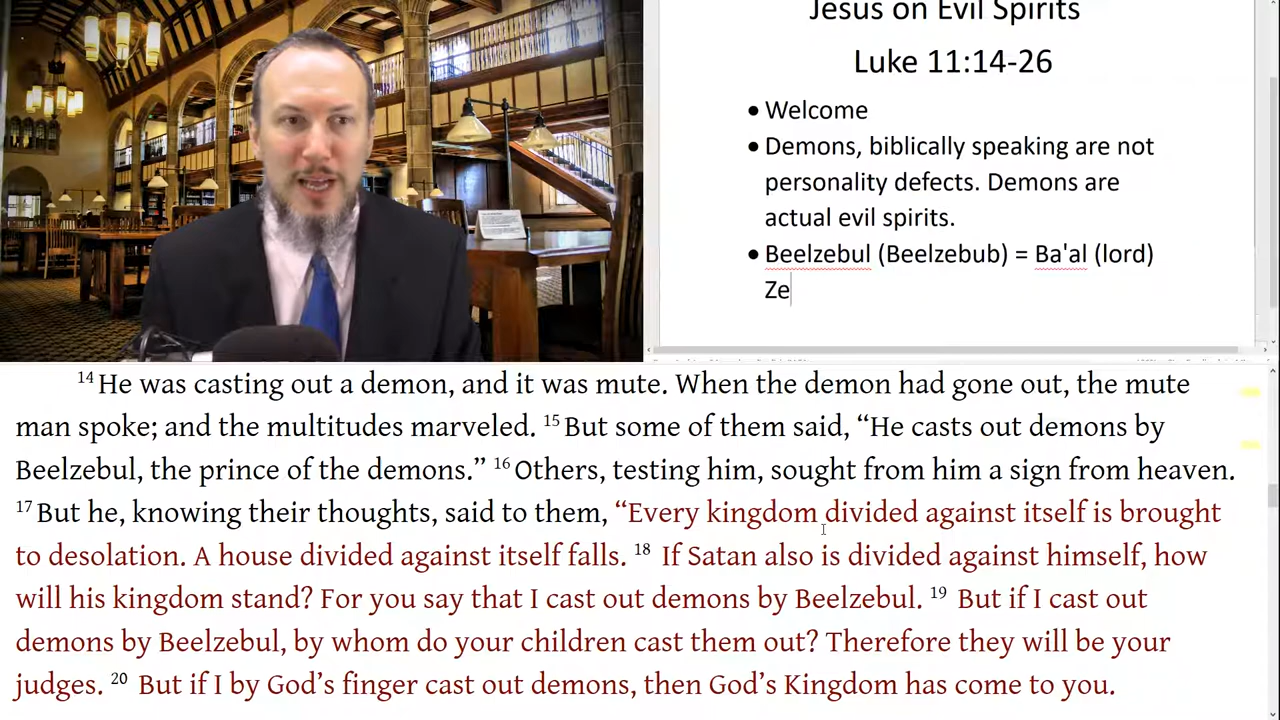 Jesus on Evil Spirits
Luke 11:14-26
• Welcome
• Demons, biblically speaking are not
personality defects. Demons are
actual evil spirits.
• Beelzebul (Beelzebub) = Ba'al (lord)
Ze
14 He was casting out a demon, and it was mute. When the demon had gone out, the mute
man spoke; and the multitudes marveled. 15 But some of them said, “He casts out demons by
Beelzebul, the prince of the demons.” 16 Others, testing him, sought from him a sign from heaven.
17 But he, knowing their thoughts, said to them, “Every kingdom divided against itself is brought
to desolation. A house divided against itself falls. 18 If Satan also is divided against himself, how
will his kingdom stand? For you say that I cast out demons by Beelzebul. 19 But if I cast out
demons by Beelzebul, by whom do your children cast them out? Therefore they will be your
judges. 20 But if I by God’s finger cast out demons, then God’s Kingdom has come to you.